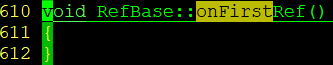 610 void RefBase::onFirstRef()
611 {
612 }